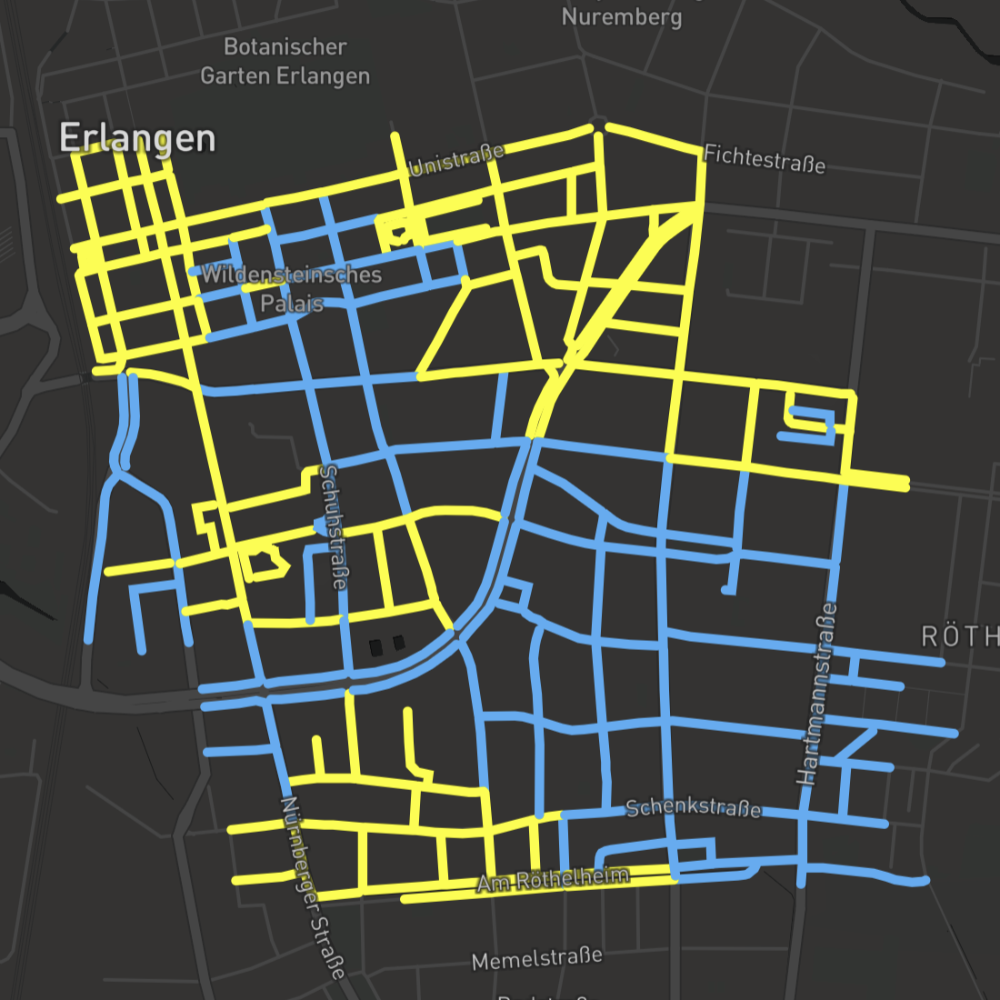 Nuremberg
Botanischer
Garten Erlangen
Erlangen
Unistraße
Fichtestraße
Wildensteinsches
Palais
Schuhstraße
RÖTH
Hartmannstraße
Schenkstraße
Nürnberger Straße
Am Röthelheim
Memelstraße